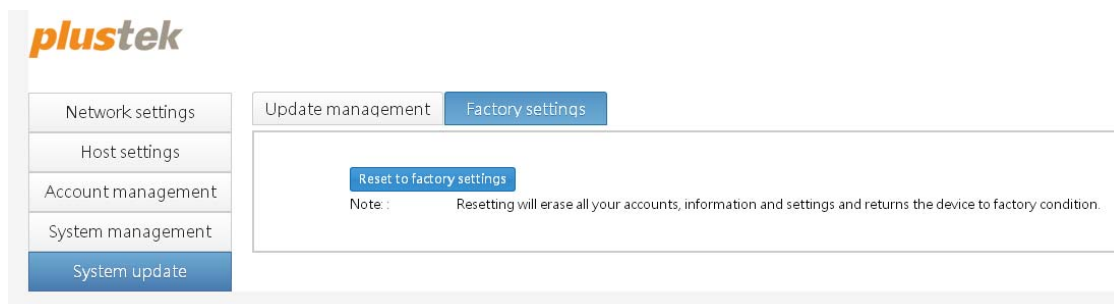 plustek
Network settings
Host settings
Account management
System management
System update
Update management
Factory settings
Reset to factory settings
Note: : Resetting will erase all your accounts, information and settings and returns the device to factory condition.